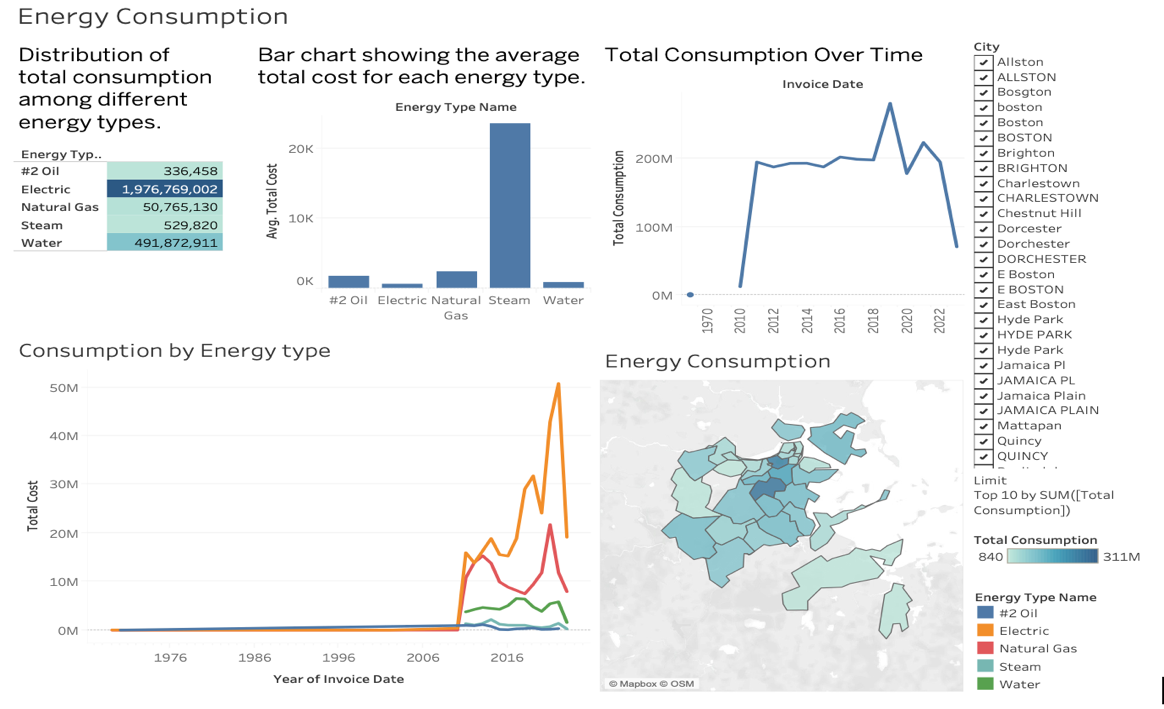 Energy Consumption
Distribution of
total consumption
among different
energy types.
Energy Typ..
#2 Oil 336,458
Electric 1,976,769,002
Natural Gas 50,765,130
Steam 529,820
Water 491,872,911
Bar chart showing the average
total cost for each energy type.
Energy Type Name
Avg. Total Cost
20K
10K
0K
#2 Oil Electric Natural Steam Water
Gas
Total Consumption Over Time
Invoice Date
Total Consumption
200M
100M
0M
1970 2010 2012 2014 2016 2018 2020 2022
City
Allston
ALLSTON
Bosgton
boston
Boston
BOSTON
Brighton
BRIGHTON
Charlestown
CHARLESTOWN
Chestnut Hill
Dorcester
Dorchester
DORCHESTER
E Boston
E BOSTON
East Boston
Hyde Park
HYDE PARK
Hyde Park
Jamaica Pl
JAMAICA PL
Jamaica Plain
JAMAICA PLAIN
Mattapan
Quincy
QUINCY
Limit
Top 10 by SUM([Total
Consumption])
Total Consumption
840 311M
Energy Type Name
#2 Oil
Electric
Natural Gas
Steam
Water
Consumption by Energy type
Total Cost
50M
40M
30M
20M
10M
0M
1976 1986 1996 2006 2016
Year of Invoice Date
Energy Consumption
© Mapbox © OSM